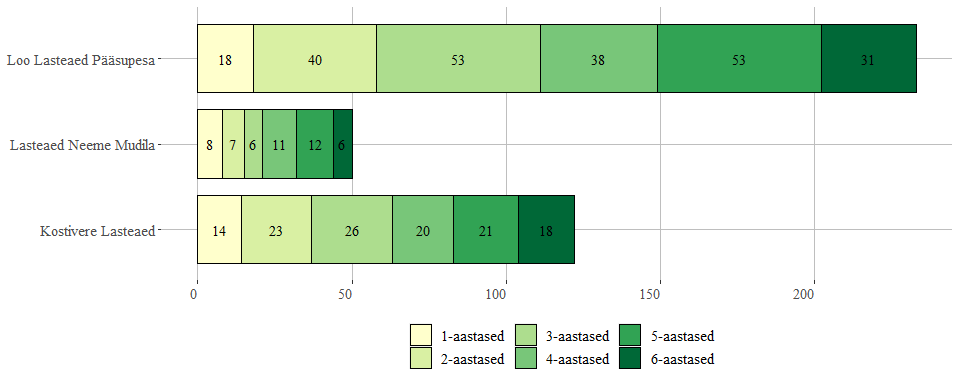 Loo Lasteaed Pääsupesa 18 40 53 38 53 31
Lasteaed Neeme Mudila 8 7 6 11 12 6
Kostivere Lasteaed 14 23 26 20 21 18
0 50 100 150 200
1-aastased 3-aastased 5-aastased
2-aastased 4-aastased 6-aastased